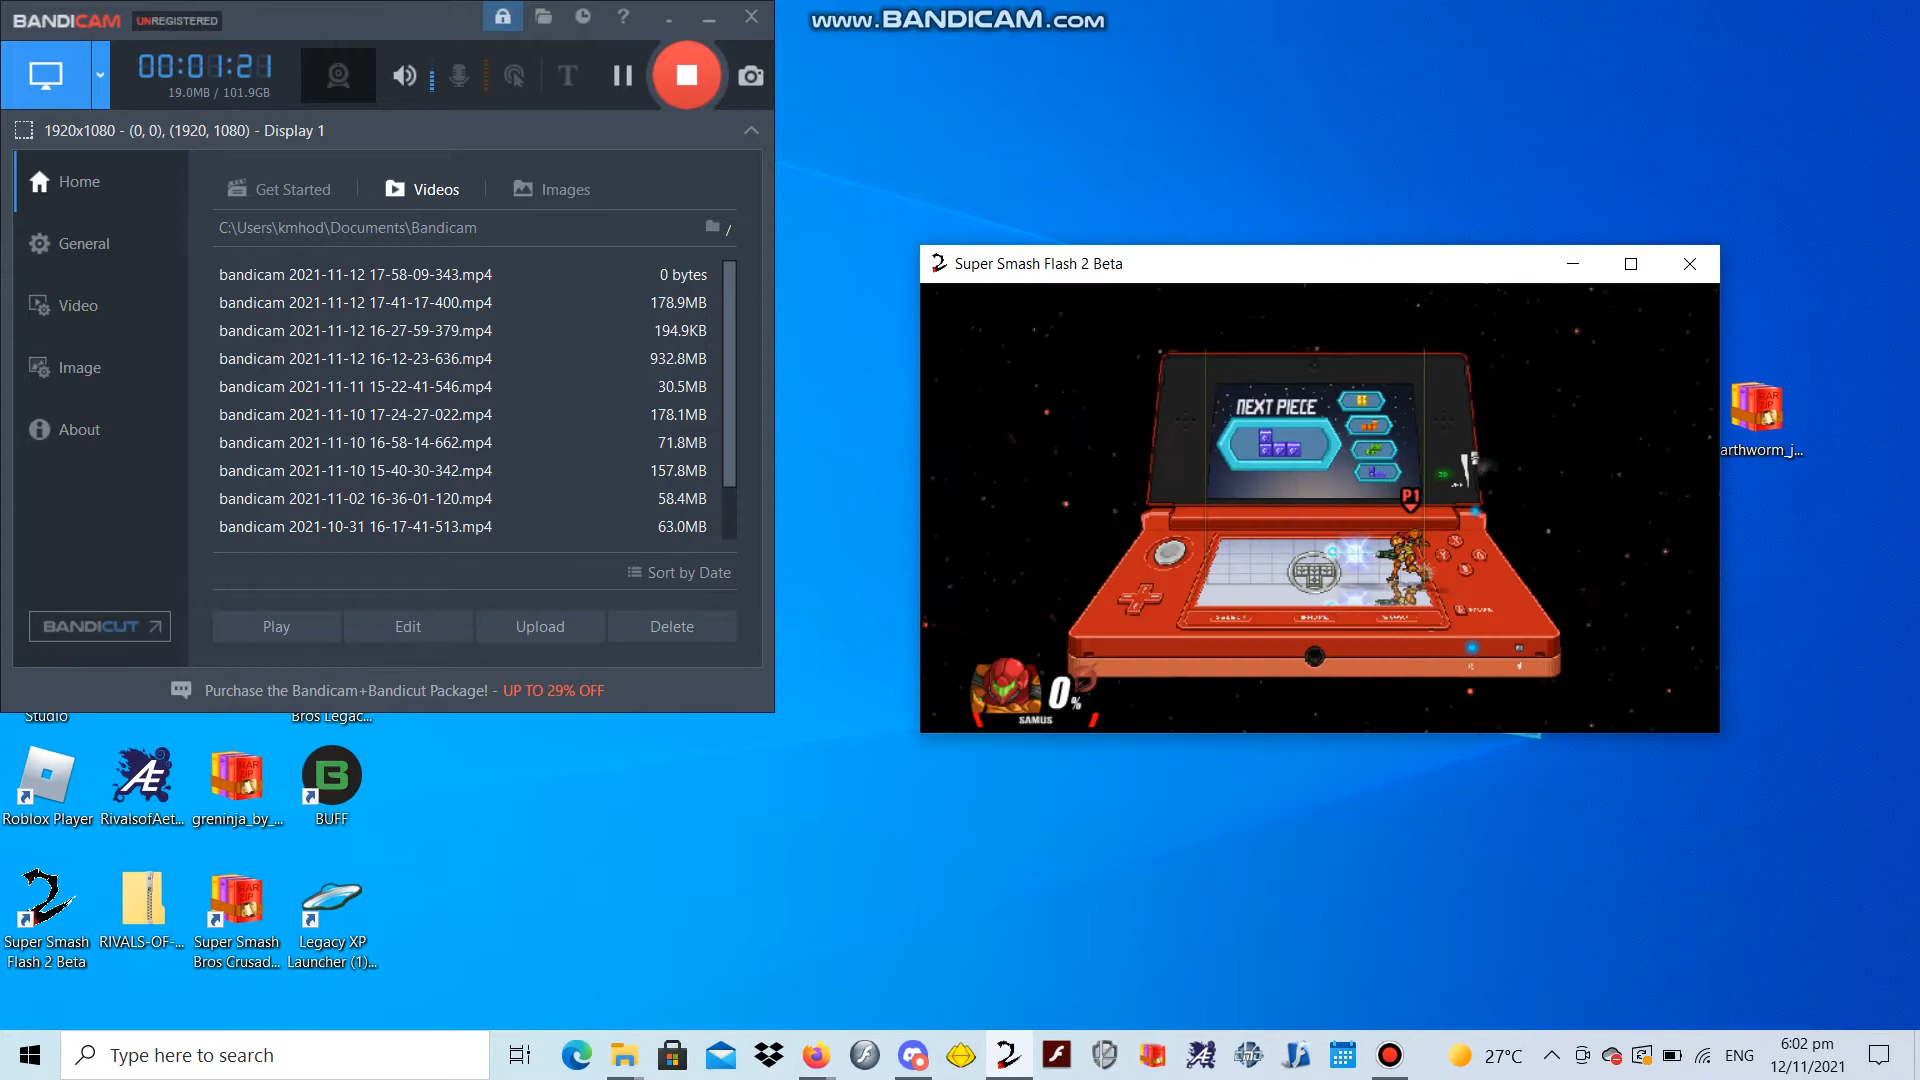 BANDICAM UNREGISTERED
www.BANDICAM.com
00:01:21
19.0MB / 101.9GB
1920x1080 - (0, 0), (1920, 1080) - Display 1
Home
General
Video
Image
About
BANDICUT
Get Started
Videos
Images
C:\Users\kmhod\Documents\Bandicam
bandicam 2021-11-12 17-58-09-343.mp4 0 bytes
bandicam 2021-11-12 17-41-17-400.mp4 178.9MB
bandicam 2021-11-12 16-27-59-379.mp4 194.9KB
bandicam 2021-11-12 16-12-23-636.mp4 932.8MB
bandicam 2021-11-11 15-22-41-546.mp4 30.5MB
bandicam 2021-11-10 17-24-27-022.mp4 178.1MB
bandicam 2021-11-10 16-58-14-662.mp4 71.8MB
bandicam 2021-11-10 15-40-30-342.mp4 157.8MB
bandicam 2021-11-02 16-36-01-120.mp4 58.4MB
bandicam 2021-10-31 16-17-41-513.mp4 63.0MB
Sort by Date
Play Edit Upload Delete
Purchase the Bandicam+Bandicut Package! - UP TO 29% OFF
Super Smash Flash 2 Beta
NEXT PIECE
P1
3D
SELECT
START
0%
SAMUS
arthworm_j...
Studio
Bros Legac...
Roblox Player
RivalsofAet...
greninja_by_...
BUFF
Super Smash
Flash 2 Beta
RIVALS-OF-...
Super Smash
Bros Crusad...
Legacy XP
Launcher (1)...
Type here to search
27°C
ENG
6:02 pm
12/11/2021